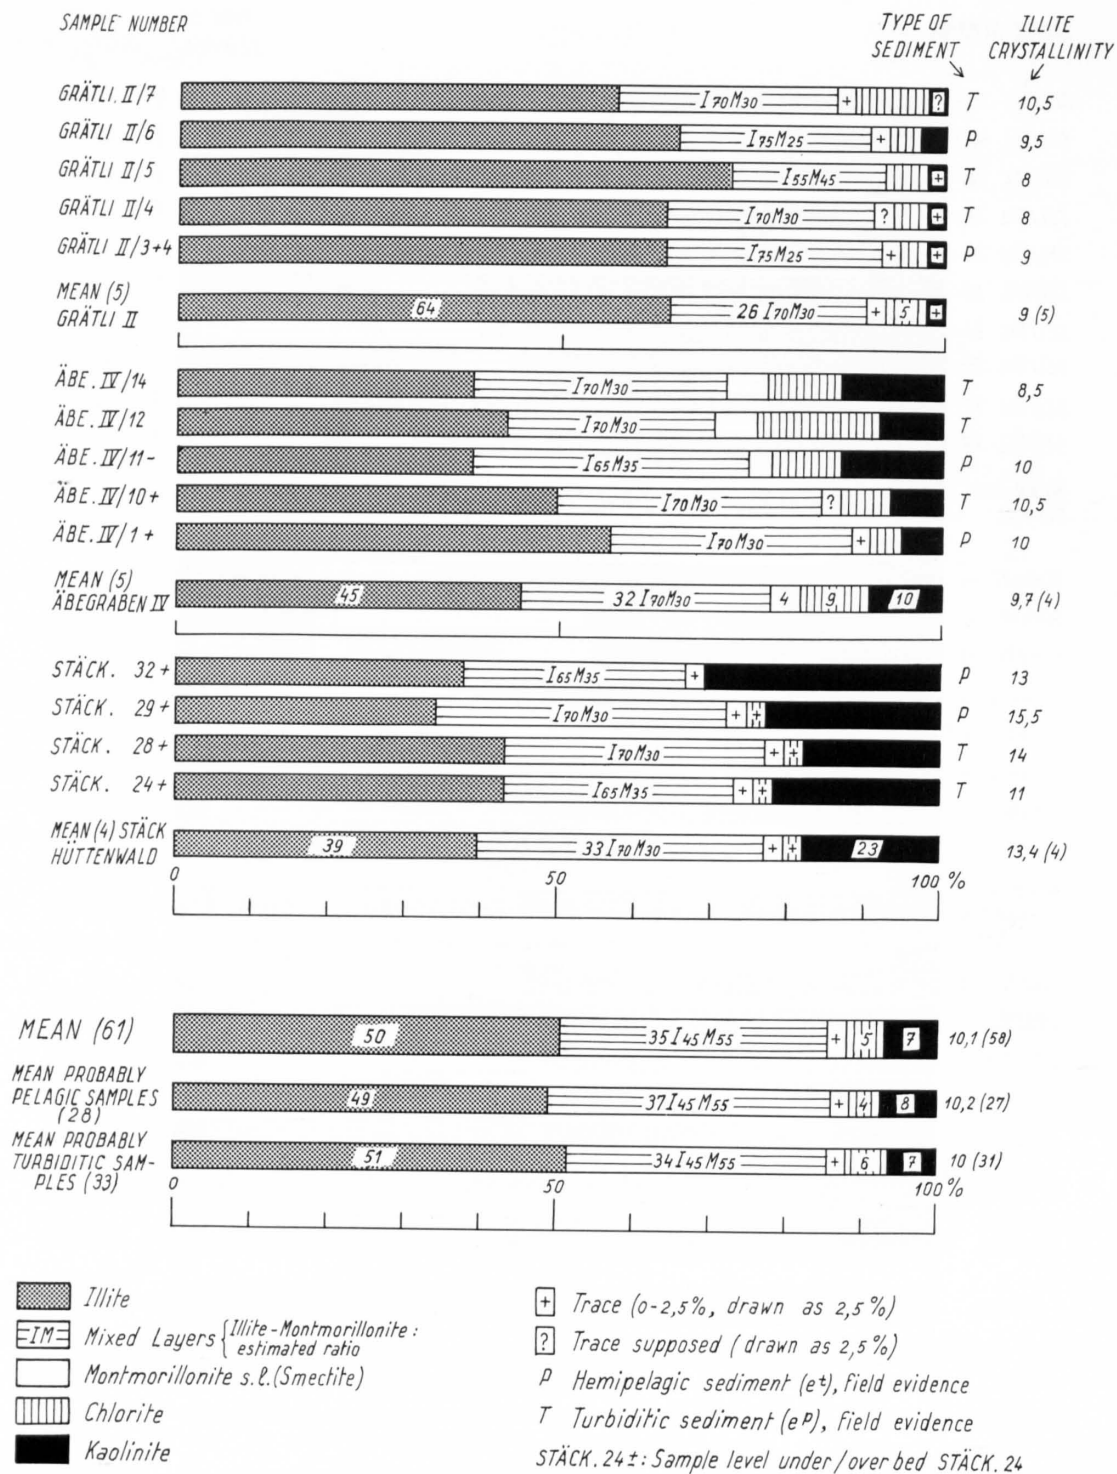 SAMPLE NUMBER
TYPE OF SEDIMENT
ILLITE CRYSTALLINITY
GRÄTLI. II/7 I70M30 + ? T 10,5
GRÄTLI II/6 I75M25 + P 9,5
GRÄTLI II/5 I55M45 + T 8
GRÄTLI II/4 I70M30 ? + T 8
GRÄTLI II/3+4 I75M25 + + P 9
MEAN (5)
GRÄTLI II 64 26 I70M30 + 5 + 9 (5)
ÄBE. IV/14 I70M30 T 8,5
ÄBE. IV/12 I70M30 T
ÄBE. IV/11- I65M35 P 10
ÄBE. IV/10+ I70M30 ? T 10,5
ÄBE. IV/1+ I70M30 + P 10
MEAN (5)
ÄBEGRABEN IV 45 32 I70M30 4 9 10 9,7 (4)
STÄCK. 32+ I65M35 + P 13
STÄCK. 29+ I70M30 + + P 15,5
STÄCK. 28+ I70M30 + + T 14
STÄCK. 24+ I65M35 + + T 11
MEAN (4) STÄCK
HÜTTENWALD 39 33 I70M30 + + 23 13,4 (4)
0 50 100 %
MEAN (61) 50 35 I45M55 + 5 7 10,1 (58)
MEAN PROBABLY
PELAGIC SAMPLES 49 37 I45M55 + 4 8 10,2 (27)
(28)
MEAN PROBABLY
TURBIDITIC SAM- 51 34 I45M55 + 6 7 10 (31)
PLES (33)
0 50 100 %
Illite
IM Mixed Layers { Illite-Montmorillonite :
estimated ratio
Montmorillonite s.l. (Smectite)
Chlorite
Kaolinite
+ Trace (0-2,5%, drawn as 2,5%)
? Trace supposed (drawn as 2,5%)
P Hemipelagic sediment (et), field evidence
T Turbiditic sediment (eP), field evidence
STÄCK. 24±: Sample level under/over bed STÄCK. 24